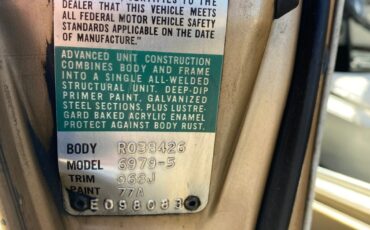 DEALER THAT THIS VEHICLE MEETS
ALL FEDERAL MOTOR VEHICLE SAFETY
STANDARDS APPLICABLE ON THE DATE
OF MANUFACTURE."
ADVANCED UNIT CONSTRUCTION
COMBINES BODY AND FRAME
INTO A SINGLE ALL-WELDED
STRUCTURAL UNIT. DEEP-DIP
PRIMER PAINT, GALVANIZED
STEEL SECTIONS, PLUS LUSTRE-
GARD BAKED ACRYLIC ENAMEL
PROTECT AGAINST BODY RUST.
BODY R038426
MODEL 6979-5
TRIM 868J
PAINT 77A
E098083